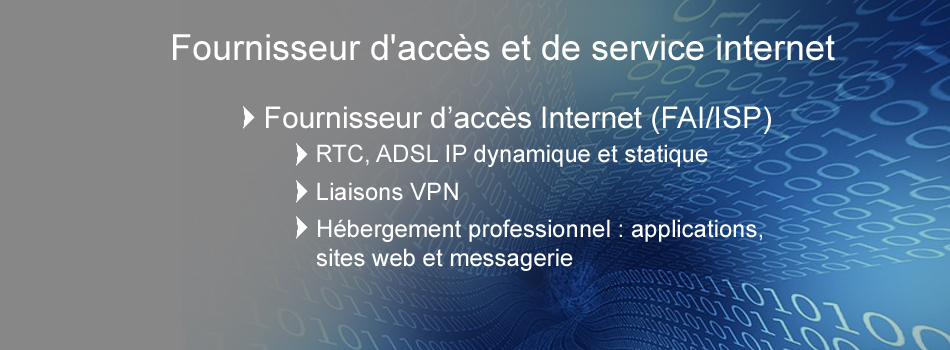 Fournisseur d'accès et de service internet
Fournisseur d’accès Internet (FAI/ISP)
RTC, ADSL IP dynamique et statique
Liaisons VPN
Hébergement professionnel : applications,
sites web et messagerie